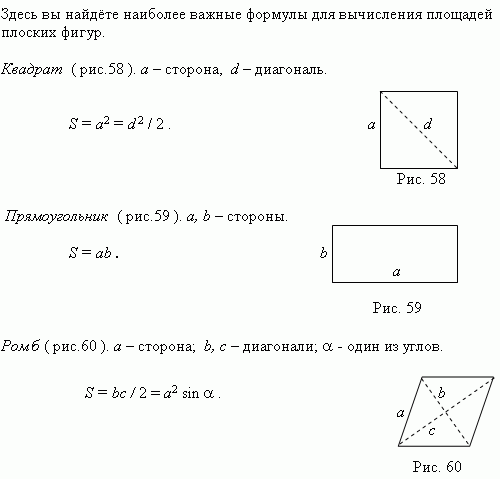 Здесь вы найдёте наиболее важные формулы для вычисления площадей
плоских фигур.
Квадрат ( рис.58 ). a – сторона, d – диагональ.
S = a² = d² / 2 .
a
d
Рис. 58
Прямоугольник ( рис.59 ). a, b – стороны.
S = ab .
b
a
Рис. 59
Ромб ( рис.60 ). a – сторона; b, c – диагонали; α - один из углов.
S = bc / 2 = a² sin α .
a
b
c
Рис. 60